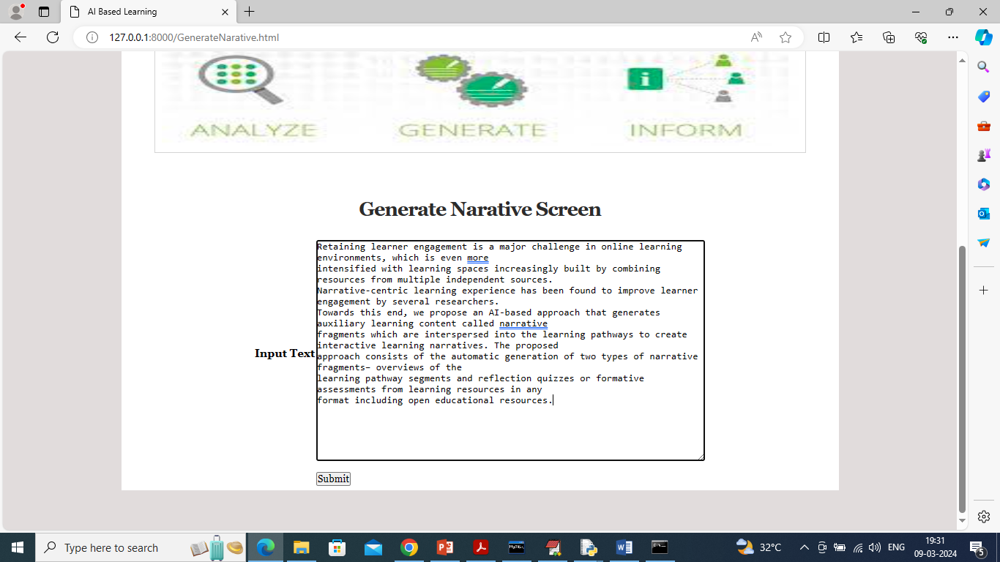 AI Based Learning
127.0.0.1:8000/GenerateNarative.html
ANALYZE
GENERATE
INFORM
Generate Narative Screen
Input Text
Retaining learner engagement is a major challenge in online learning
environments, which is even more
intensified with learning spaces increasingly built by combining
resources from multiple independent sources.
Narrative-centric learning experience has been found to improve learner
engagement by several researchers.
Towards this end, we propose an AI-based approach that generates
auxiliary learning content called narrative
fragments which are interspersed into the learning pathways to create
interactive learning narratives. The proposed
approach consists of the automatic generation of two types of narrative
fragments– overviews of the
learning pathway segments and reflection quizzes or formative
assessments from learning resources in any
format including open educational resources.
Submit
Type here to search
32°C
ENG
19:31
09-03-2024
5